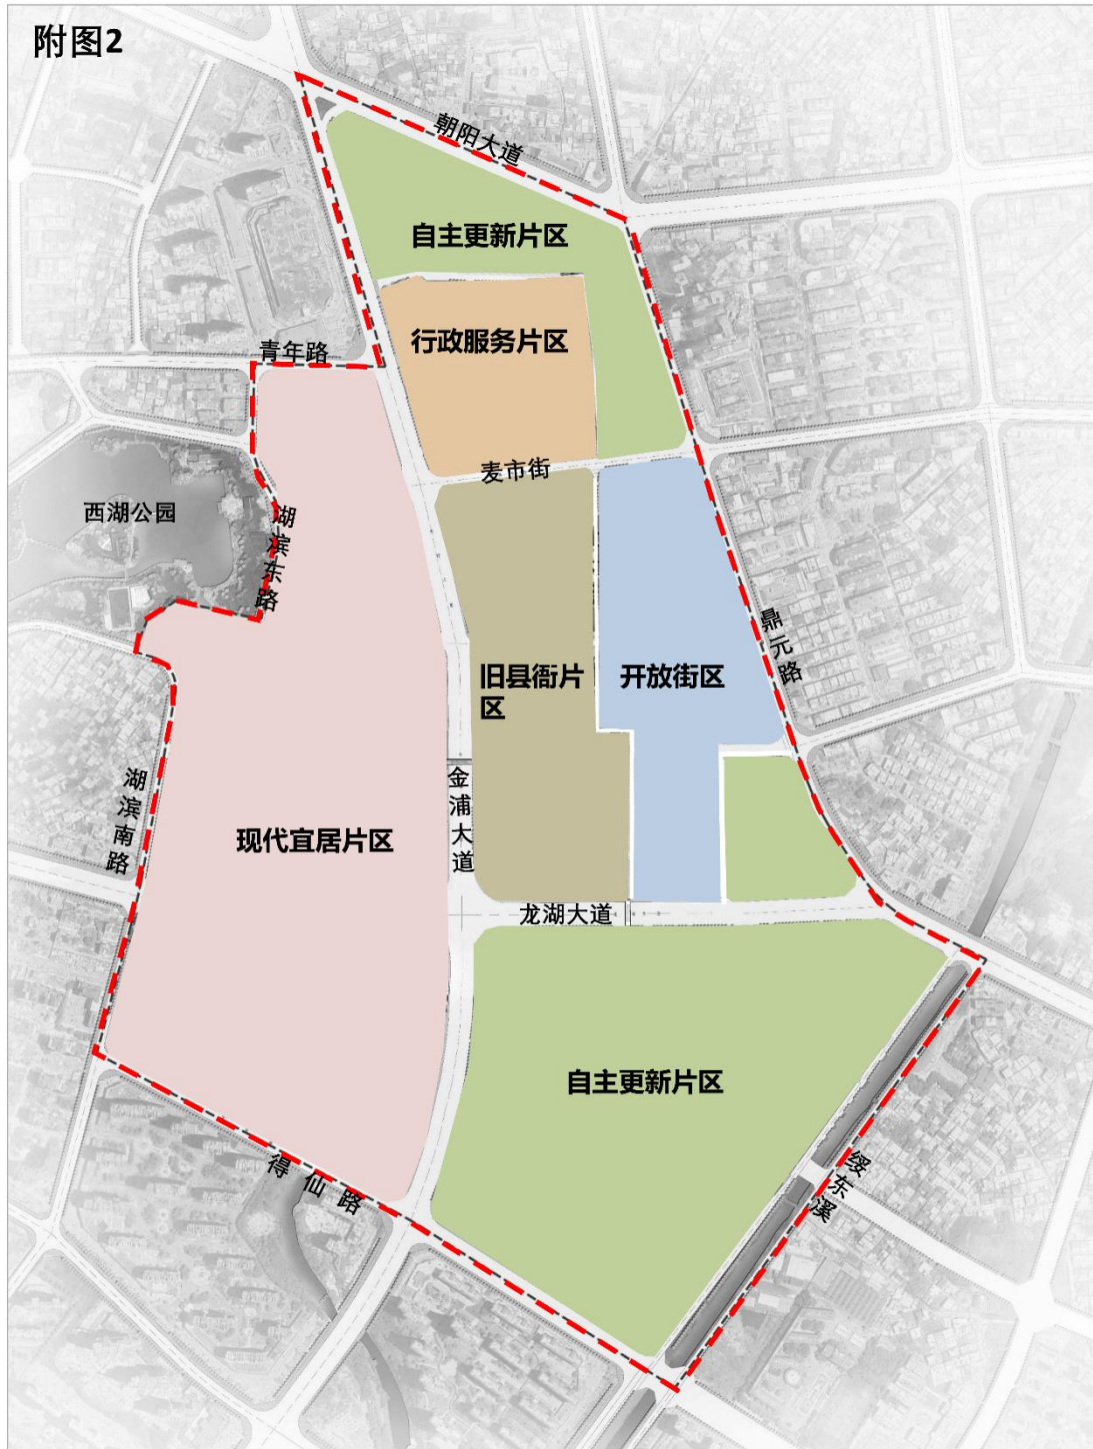 附图2
朝阳大道
自主更新片区
行政服务片区
青年路
麦市街
西湖公园
湖滨东路
鼎元路
旧县衙片
区
开放街区
湖滨南路
金浦大道
现代宜居片区
龙湖大道
自主更新片区
得仙路
绥东溪